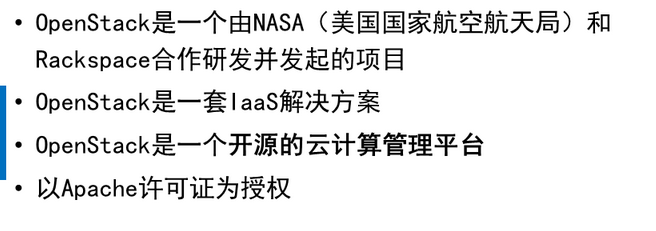 • OpenStack是一个由NASA（美国国家航空航天局）和
Rackspace合作研发并发起的项目
• OpenStack是一套IaaS解决方案
• OpenStack是一个开源的云计算管理平台
• 以Apache许可证为授权